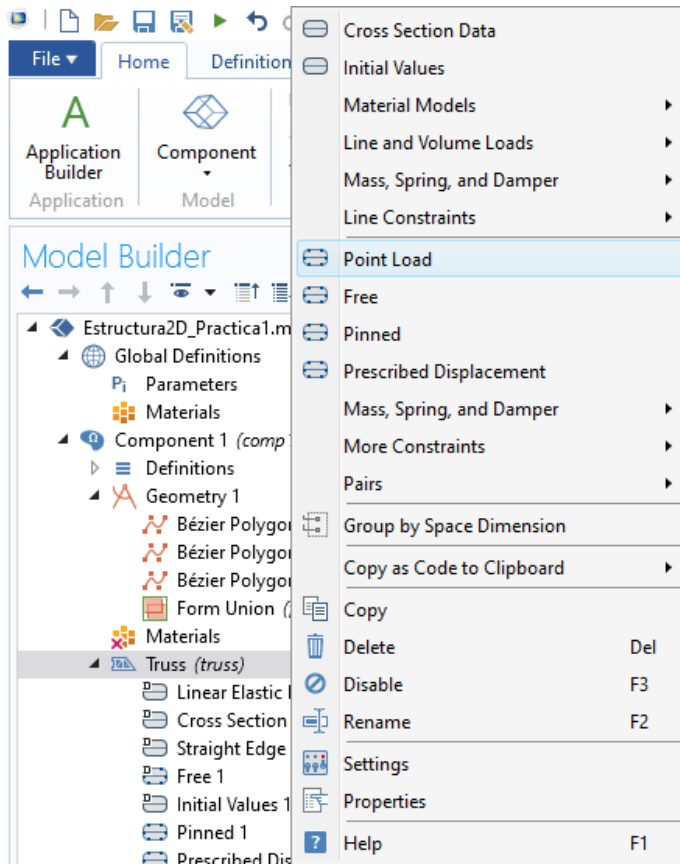 File
Home
Definition
Application
Builder
Component
Application
Model
Model Builder
Estructura2D_Practica1.m
Global Definitions
Pi Parameters
Materials
Component 1 (comp
Definitions
Geometry 1
Bézier Polygo
Bézier Polygo
Bézier Polygo
Form Union (
Materials
Truss (truss)
Linear Elastic
Cross Section
Straight Edge
Free 1
Initial Values 1
Pinned 1
Prescribed Dis
Cross Section Data
Initial Values
Material Models
Line and Volume Loads
Mass, Spring, and Damper
Line Constraints
Point Load
Free
Pinned
Prescribed Displacement
Mass, Spring, and Damper
More Constraints
Pairs
Group by Space Dimension
Copy as Code to Clipboard
Copy
Delete Del
Disable F3
Rename F2
Settings
Properties
Help F1